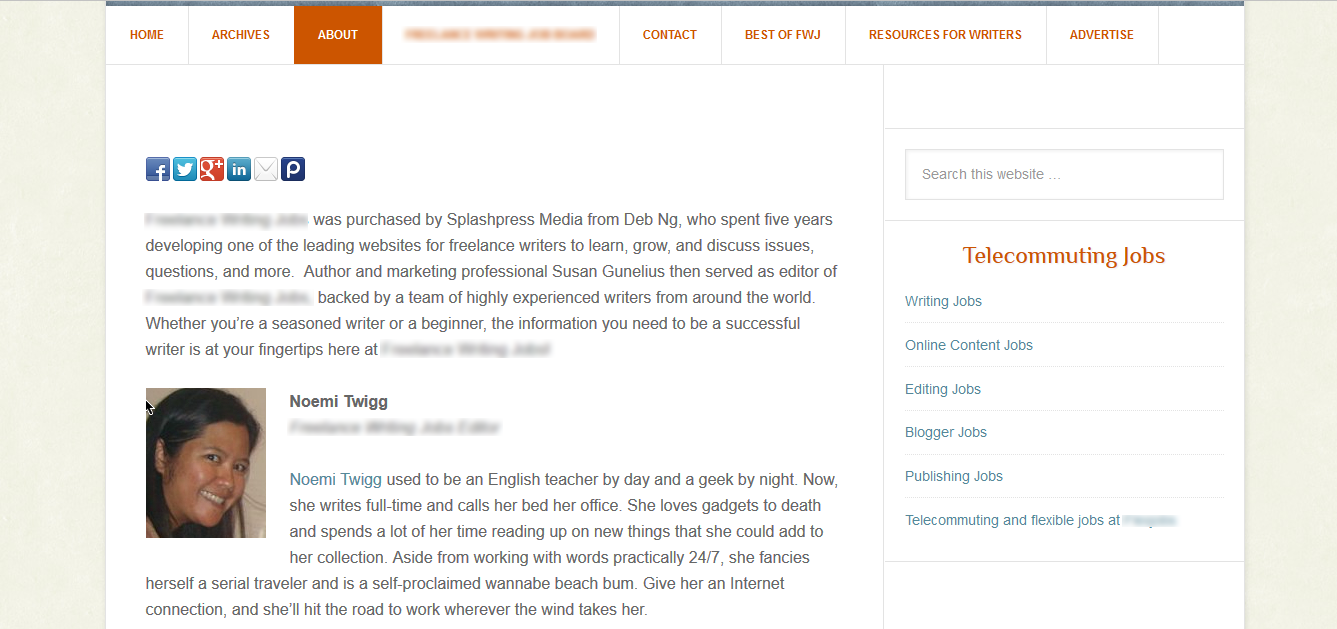 HOME ARCHIVES ABOUT CONTACT BEST OF FWJ RESOURCES FOR WRITERS ADVERTISE
was purchased by Splashpress Media from Deb Ng, who spent five years
developing one of the leading websites for freelance writers to learn, grow, and discuss issues,
questions, and more. Author and marketing professional Susan Gunelius then served as editor of
backed by a team of highly experienced writers from around the world.
Whether you’re a seasoned writer or a beginner, the information you need to be a successful
writer is at your fingertips here at
Noemi Twigg
Noemi Twigg used to be an English teacher by day and a geek by night. Now,
she writes full-time and calls her bed her office. She loves gadgets to death
and spends a lot of her time reading up on new things that she could add to
her collection. Aside from working with words practically 24/7, she fancies
herself a serial traveler and is a self-proclaimed wannabe beach bum. Give her an Internet
connection, and she’ll hit the road to work wherever the wind takes her.
Search this website …
Telecommuting Jobs
Writing Jobs
Online Content Jobs
Editing Jobs
Blogger Jobs
Publishing Jobs
Telecommuting and flexible jobs at